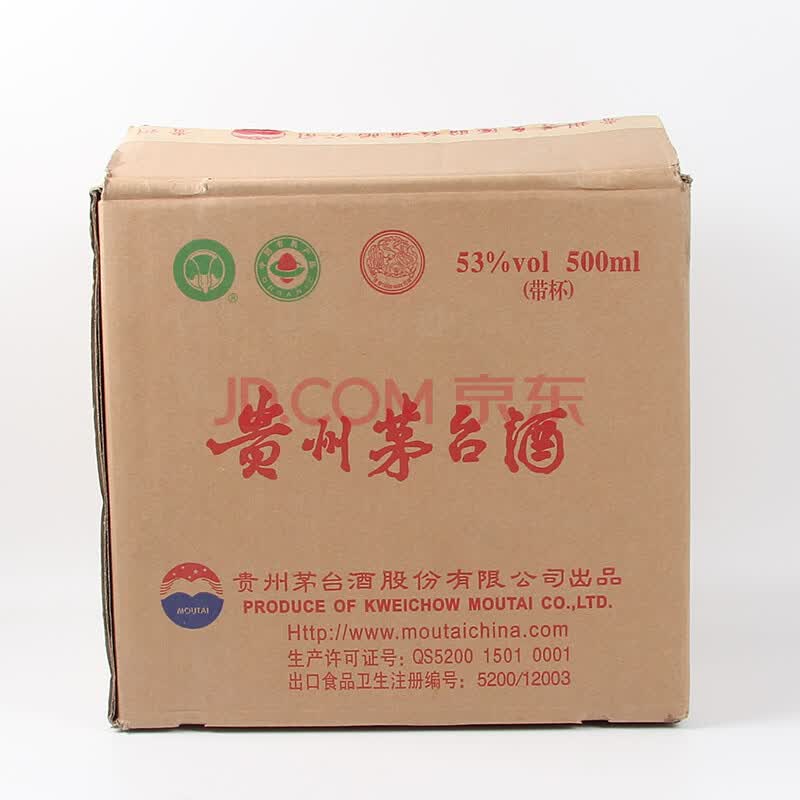 53%vol 500ml
(带杯)
JD.COM 京东
贵州茅台酒
MOUTAI
贵州茅台酒股份有限公司出品
PRODUCE OF KWEICHOW MOUTAI CO.,LTD.
Http://www.moutaichina.com
生产许可证号: QS5200 1501 0001
出口食品卫生注册编号: 5200/12003